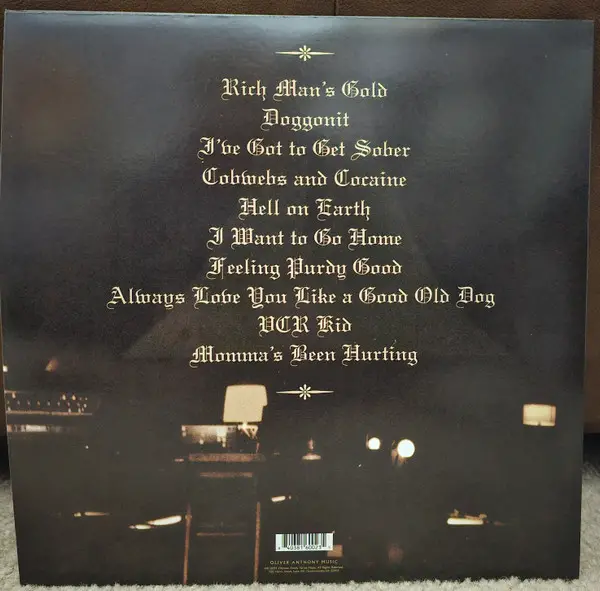 Rich Man's Gold
Doggonit
I've Got to Get Sober
Cobwebs and Cocaine
Hell on Earth
I Want to Go Home
Feeling Purdy Good
Always Love You Like a Good Old Dog
VCR Kid
Momma's Been Hurting
OLIVER ANTHONY MUSIC